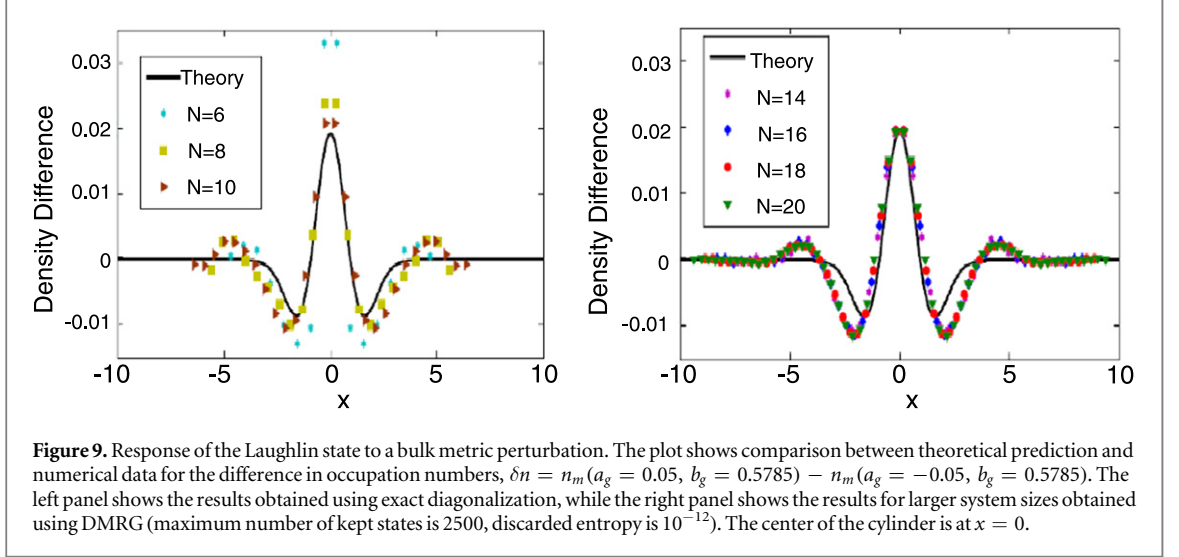 0.03
0.02
0.01
0
-0.01
Density Difference
Theory
N=6
N=8
N=10
-10
-5
0
5
10
x
0.03
0.02
0.01
0
-0.01
Density Difference
Theory
N=14
N=16
N=18
N=20
-10
-5
0
5
10
x
Figure 9. Response of the Laughlin state to a bulk metric perturbation. The plot shows comparison between theoretical prediction and
numerical data for the difference in occupation numbers, δn = n_m(a_g = 0.05, b_g = 0.5785) − n_m(a_g = −0.05, b_g = 0.5785). The
left panel shows the results obtained using exact diagonalization, while the right panel shows the results for larger system sizes obtained
using DMRG (maximum number of kept states is 2500, discarded entropy is 10^{−12}). The center of the cylinder is at x = 0.